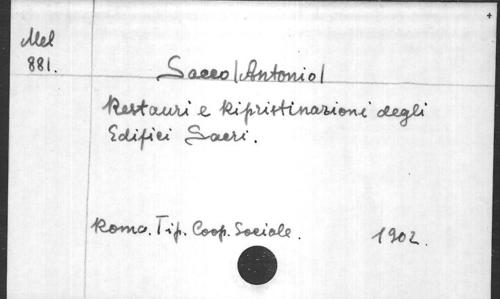 Mel
881.
Sacco |Antonio|
Restauri e Ripristinazioni degli
Edifici Sacri.
Roma. Tip. Coop. Sociale. 1902.